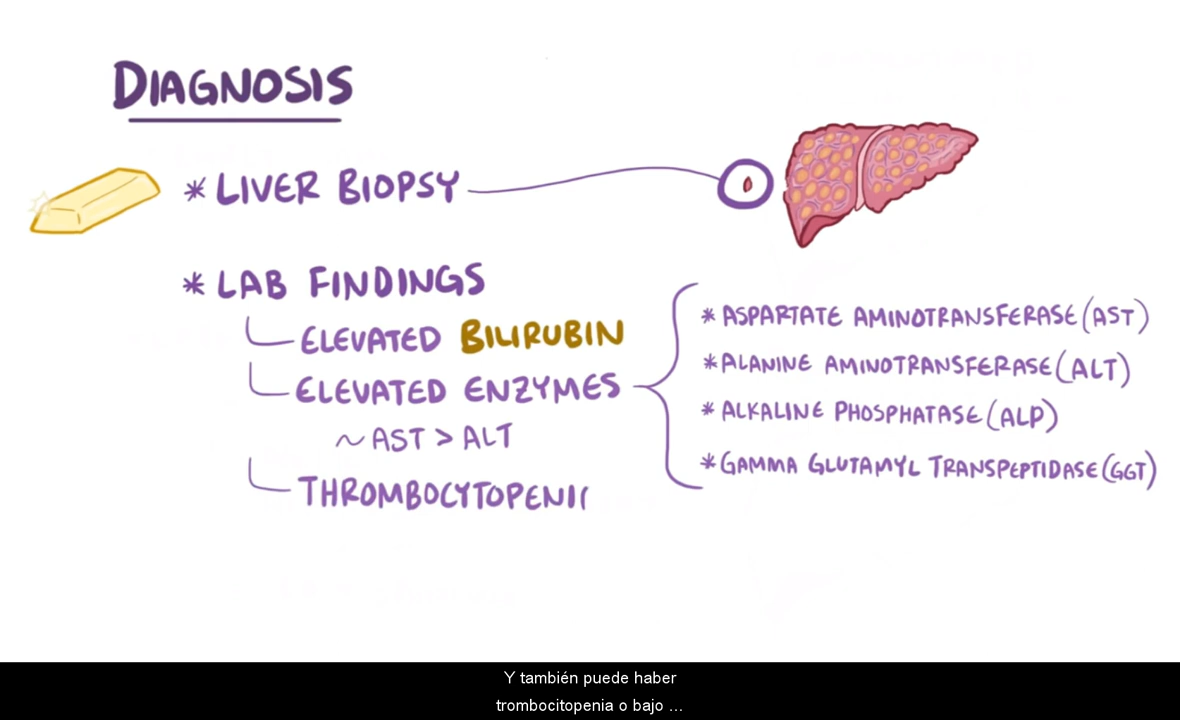 DIAGNOSIS
* LIVER BIOPSY
* LAB FINDINGS
ELEVATED BILIRUBIN
ELEVATED ENZYMES
~ AST > ALT
THROMBOCYTOPENI
* ASPARTATE AMINOTRANSFERASE (AST)
* ALANINE AMINOTRANSFERASE (ALT)
* ALKALINE PHOSPHATASE (ALP)
* GAMMA GLUTAMYL TRANSPEPTIDASE (GGT)
Y también puede haber
trombocitopenia o bajo ...